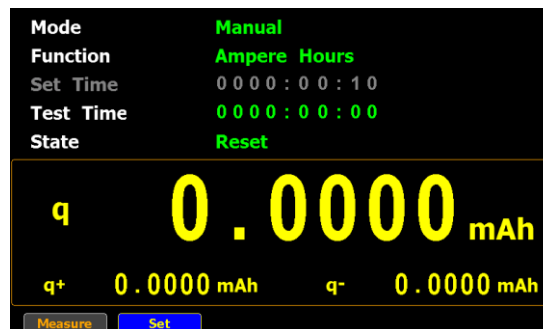 Mode Manual
Function Ampere Hours
Set Time 0000:00:10
Test Time 0000:00:00
State Reset
q 0.0000 mAh
q+ 0.0000 mAh q- 0.0000 mAh
Measure Set